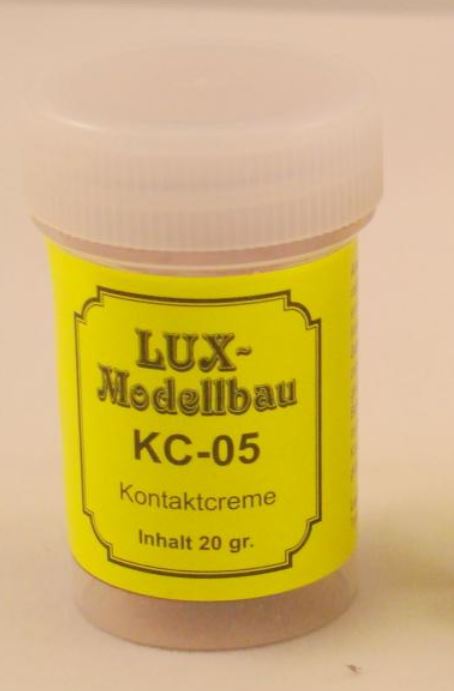 LUX-
Modellbau
KC-05
Kontaktcreme
Inhalt 20 gr.